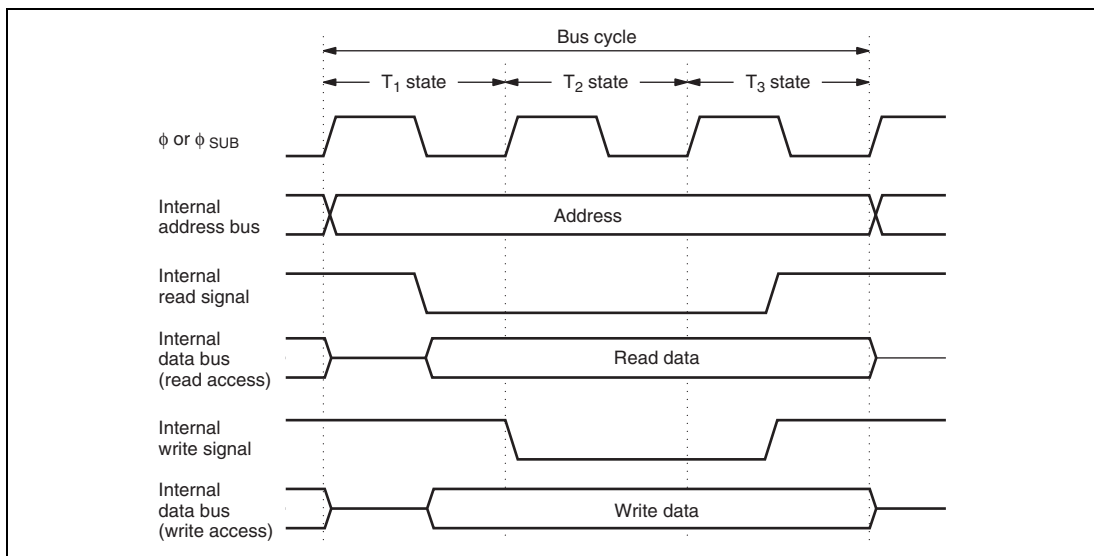 Bus cycle
T1 state
T2 state
T3 state
ϕ or ϕ SUB
Internal
address bus
Address
Internal
read signal
Internal
data bus
(read access)
Read data
Internal
write signal
Internal
data bus
(write access)
Write data